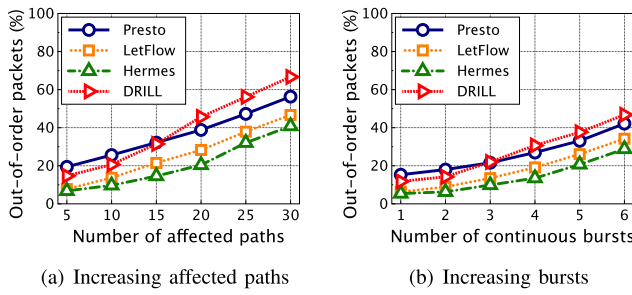 Out-of-order packets (%)
100
80
60
40
20
0
Presto
LetFlow
Hermes
DRILL
5 10 15 20 25 30
Number of affected paths
(a) Increasing affected paths
Out-of-order packets (%)
100
80
60
40
20
0
Presto
LetFlow
Hermes
DRILL
1 2 3 4 5 6
Number of continuous bursts
(b) Increasing bursts